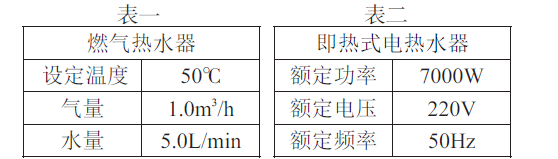 表一 表二
燃气热水器 即热式电热水器
设定温度 50℃ 额定功率 7000W
气量 1.0m³/h 额定电压 220V
水量 5.0L/min 额定频率 50Hz